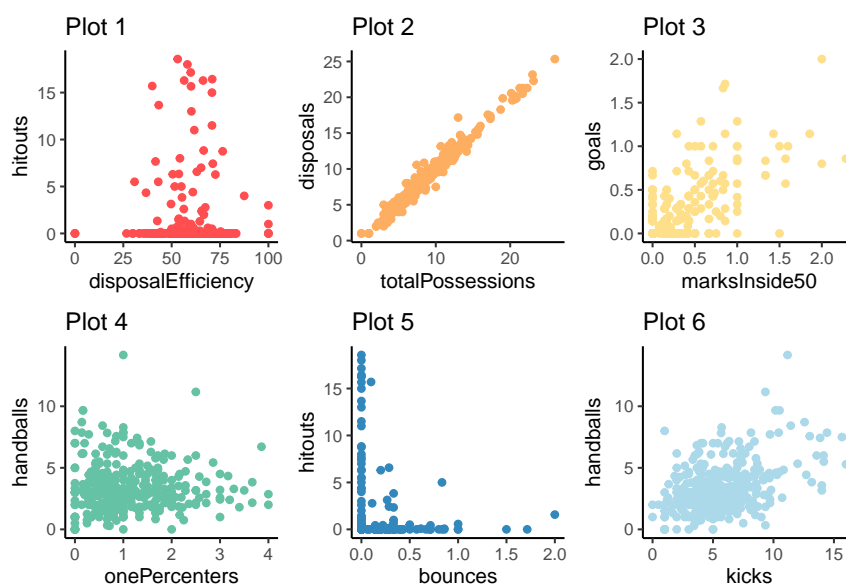 Plot 1
hitouts
15
10
5
0
0 25 50 75 100
disposalEfficiency
Plot 2
disposals
25
20
15
10
5
0
0 10 20
totalPossessions
Plot 3
goals
2.0
1.5
1.0
0.5
0.0
0.0 0.5 1.0 1.5 2.0
marksInside50
Plot 4
handballs
10
5
0
0 1 2 3 4
onePercenters
Plot 5
hitouts
15
10
5
0
0.0 0.5 1.0 1.5 2.0
bounces
Plot 6
handballs
10
5
0
0 5 10 15
kicks